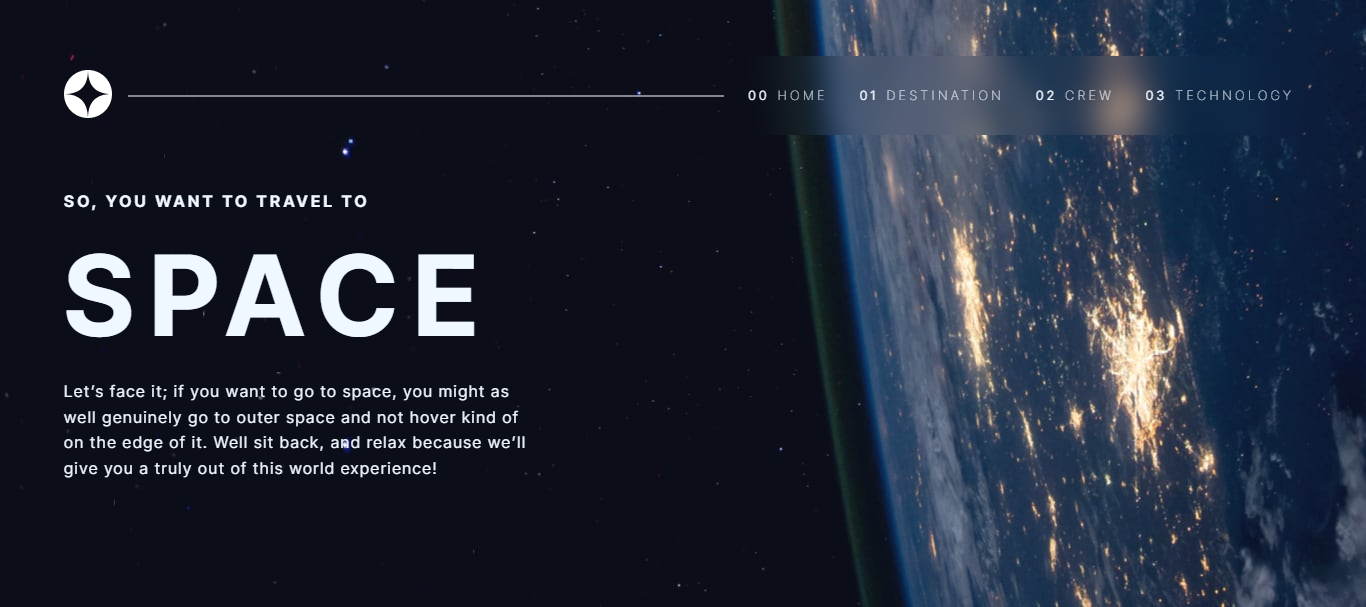 00 HOME 01 DESTINATION 02 CREW 03 TECHNOLOGY
SO, YOU WANT TO TRAVEL TO
SPACE
Let’s face it; if you want to go to space, you might as
well genuinely go to outer space and not hover kind of
on the edge of it. Well sit back, and relax because we’ll
give you a truly out of this world experience!